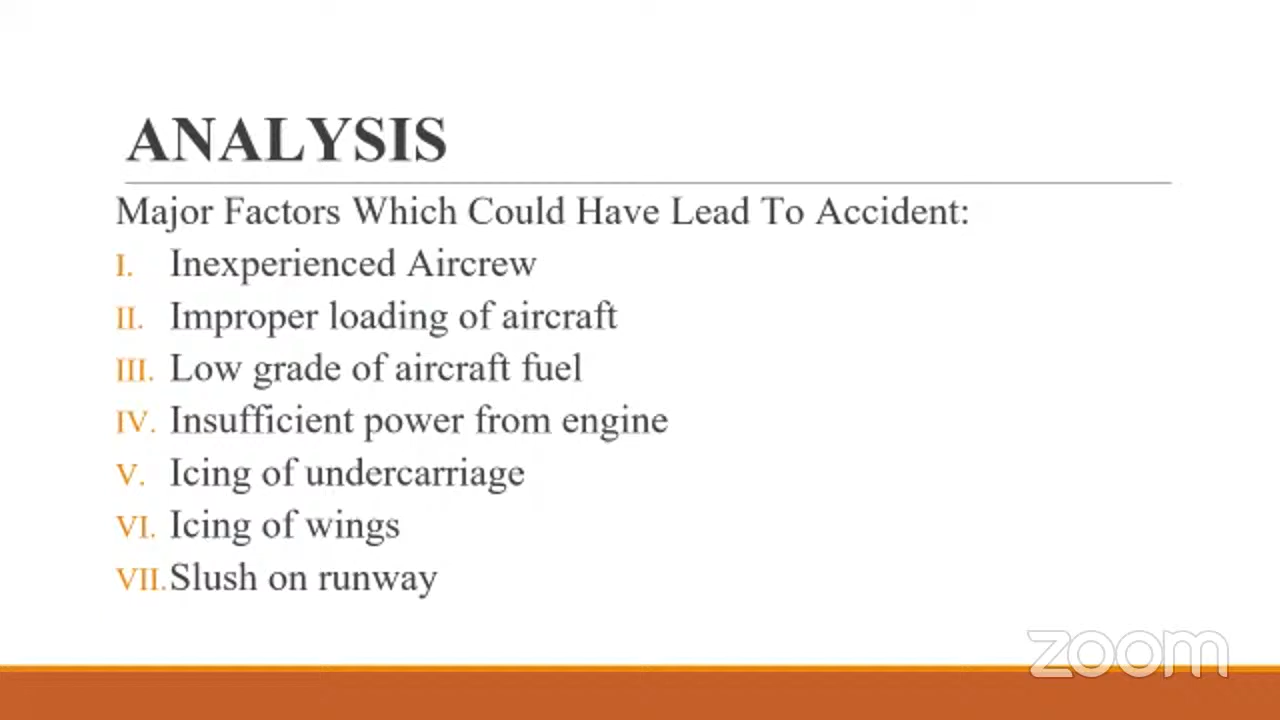 ANALYSIS
Major Factors Which Could Have Lead To Accident:
I. Inexperienced Aircrew
II. Improper loading of aircraft
III. Low grade of aircraft fuel
IV. Insufficient power from engine
V. Icing of undercarriage
VI. Icing of wings
VII. Slush on runway
zoom